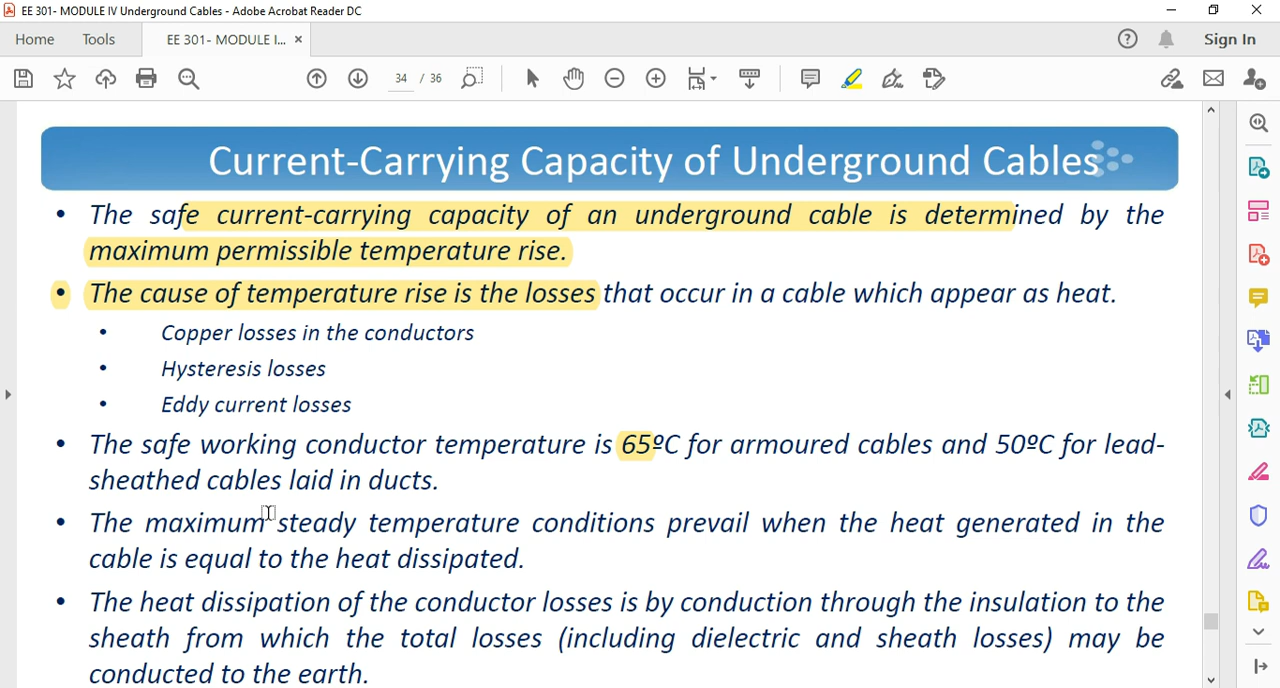 EE 301- MODULE IV Underground Cables - Adobe Acrobat Reader DC
Home Tools EE 301- MODULE I... × Sign In
34 / 36
Current-Carrying Capacity of Underground Cables
• The safe current-carrying capacity of an underground cable is determined by the
maximum permissible temperature rise.
• The cause of temperature rise is the losses that occur in a cable which appear as heat.
• Copper losses in the conductors
• Hysteresis losses
• Eddy current losses
• The safe working conductor temperature is 65ºC for armoured cables and 50ºC for lead-
sheathed cables laid in ducts.
• The maximum steady temperature conditions prevail when the heat generated in the
cable is equal to the heat dissipated.
• The heat dissipation of the conductor losses is by conduction through the insulation to the
sheath from which the total losses (including dielectric and sheath losses) may be
conducted to the earth.